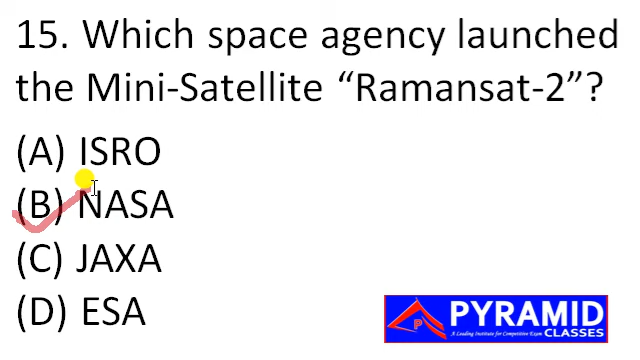 15. Which space agency launched
the Mini-Satellite “Ramansat-2”?
(A) ISRO
(B) NASA
(C) JAXA
(D) ESA
P
PYRAMID
CLASSES
A Leading Institute for Competitive Exam